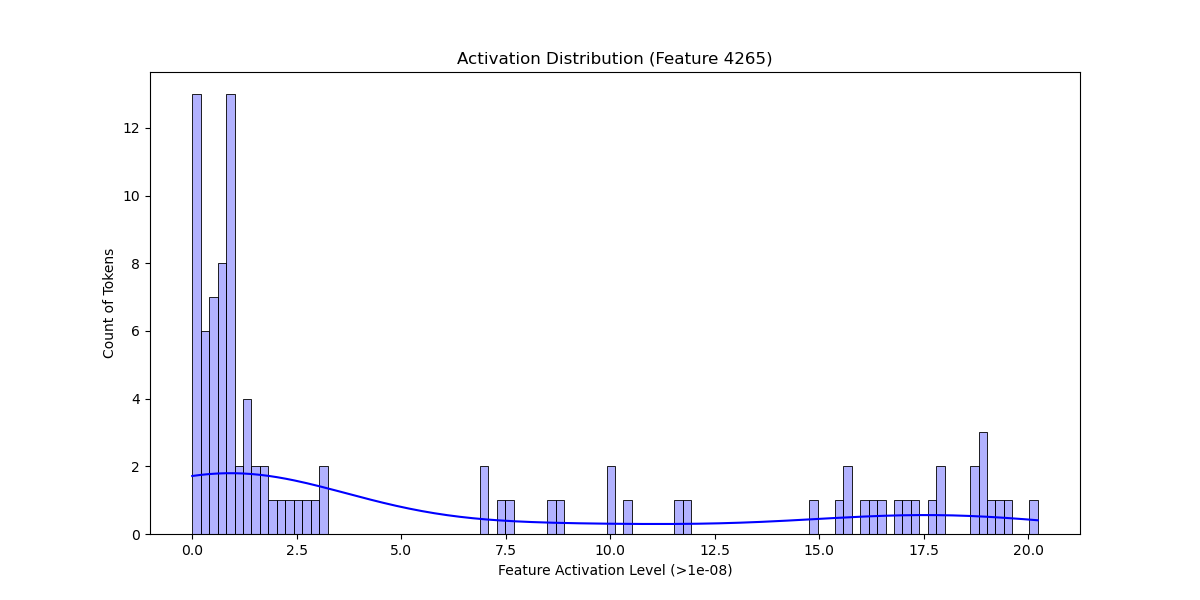 Activation Distribution (Feature 4265)
12
10
8
6
4
2
0
Count of Tokens
0.0 2.5 5.0 7.5 10.0 12.5 15.0 17.5 20.0
Feature Activation Level (>1e-08)